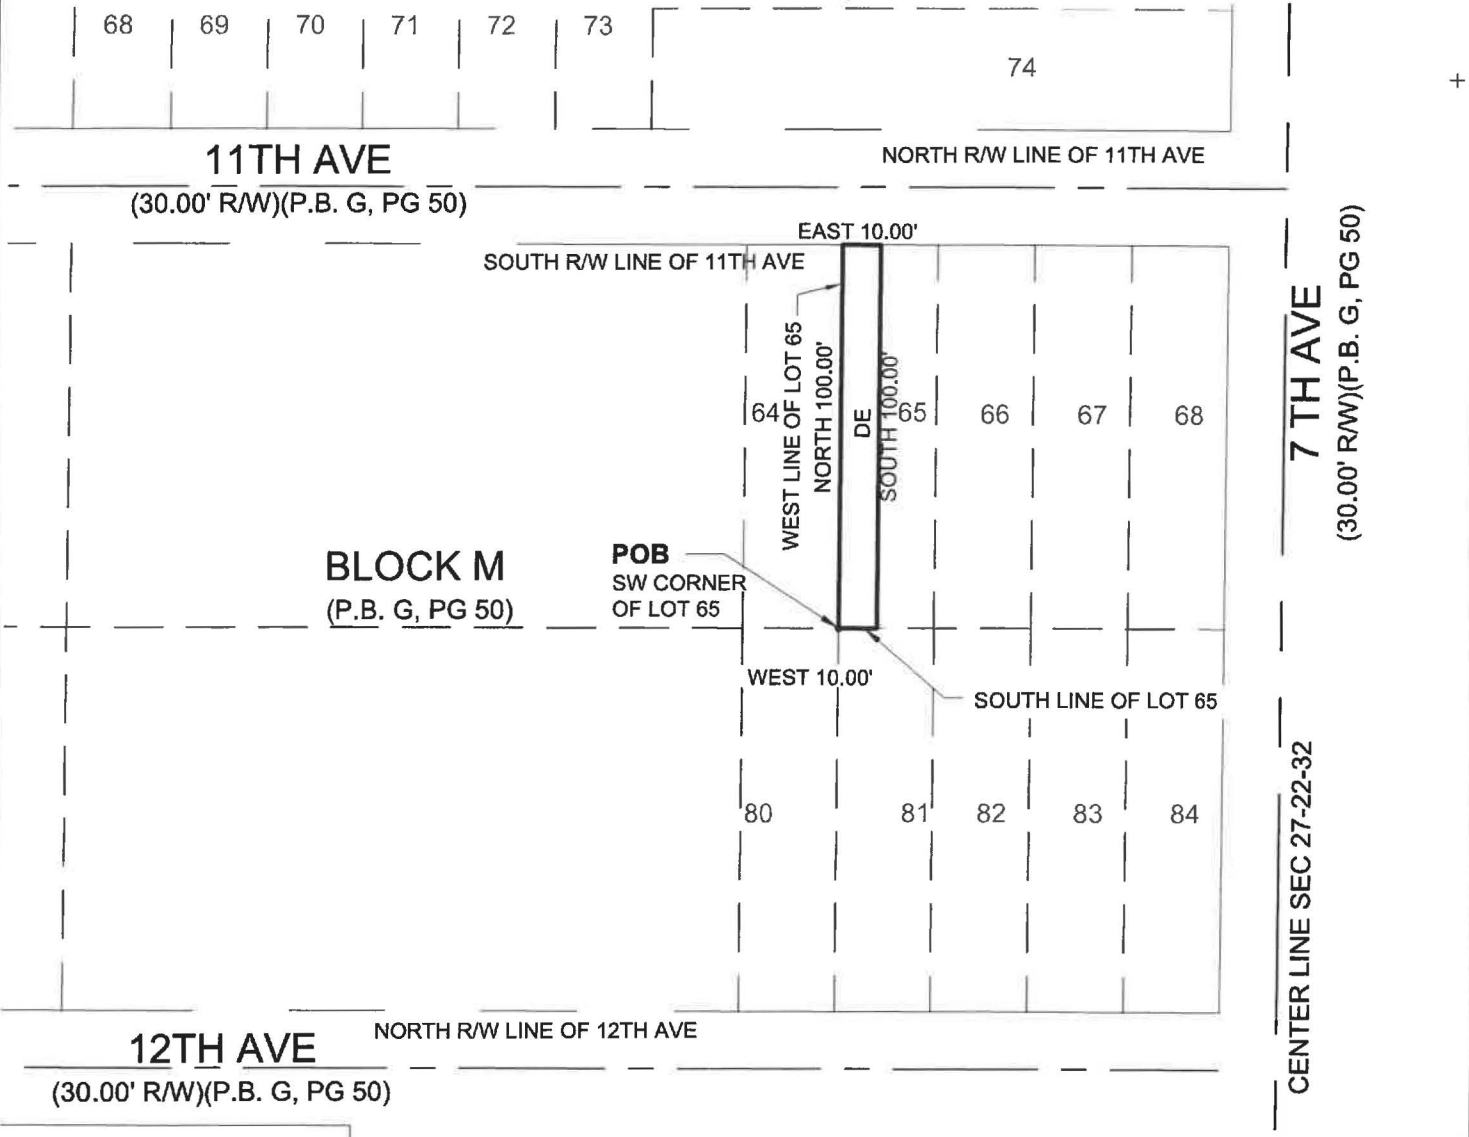 68 69 70 71 72 73
74
11TH AVE
NORTH R/W LINE OF 11TH AVE
(30.00' R/W)(P.B. G, PG 50)
EAST 10.00'
SOUTH R/W LINE OF 11TH AVE
WEST LINE OF LOT 65
NORTH 100.00'
DE
SOUTH 100.00'
64 65 66 67 68
7 TH AVE
(30.00' R/W)(P.B. G, PG 50)
BLOCK M
(P.B. G, PG 50)
POB
SW CORNER
OF LOT 65
WEST 10.00'
SOUTH LINE OF LOT 65
80 81 82 83 84
CENTER LINE SEC 27-22-32
NORTH R/W LINE OF 12TH AVE
12TH AVE
(30.00' R/W)(P.B. G, PG 50)